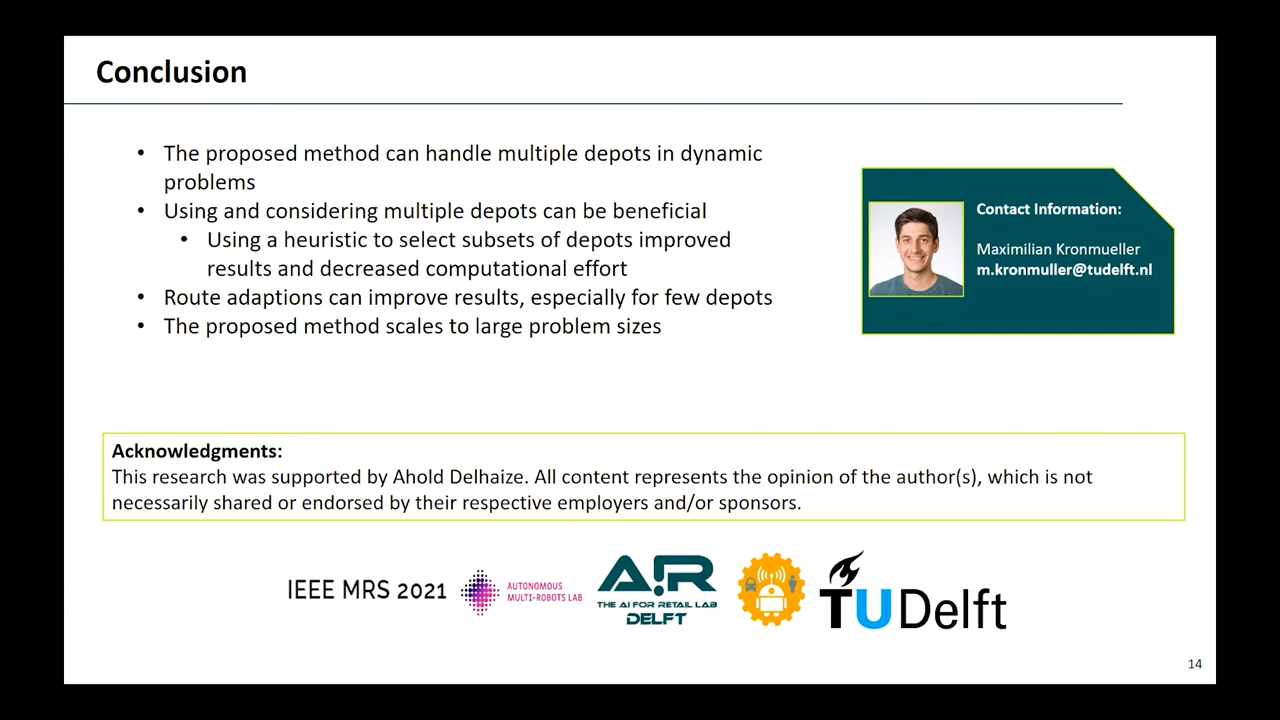 Conclusion
• The proposed method can handle multiple depots in dynamic
problems
• Using and considering multiple depots can be beneficial
• Using a heuristic to select subsets of depots improved
results and decreased computational effort
• Route adaptions can improve results, especially for few depots
• The proposed method scales to large problem sizes
Contact Information:
Maximilian Kronmueller
m.kronmuller@tudelft.nl
Acknowledgments:
This research was supported by Ahold Delhaize. All content represents the opinion of the author(s), which is not
necessarily shared or endorsed by their respective employers and/or sponsors.
IEEE MRS 2021
AUTONOMOUS
MULTI-ROBOTS LAB
A!R
THE AI FOR RETAIL LAB
DELFT
TUDelft
14